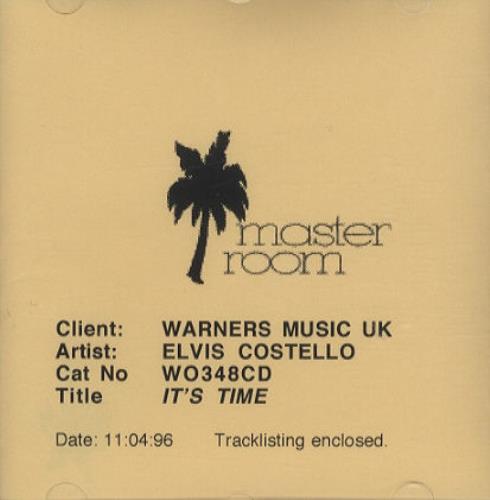 master
room
Client: WARNERS MUSIC UK
Artist: ELVIS COSTELLO
Cat No WO348CD
Title IT'S TIME
Date: 11:04:96 Tracklisting enclosed.